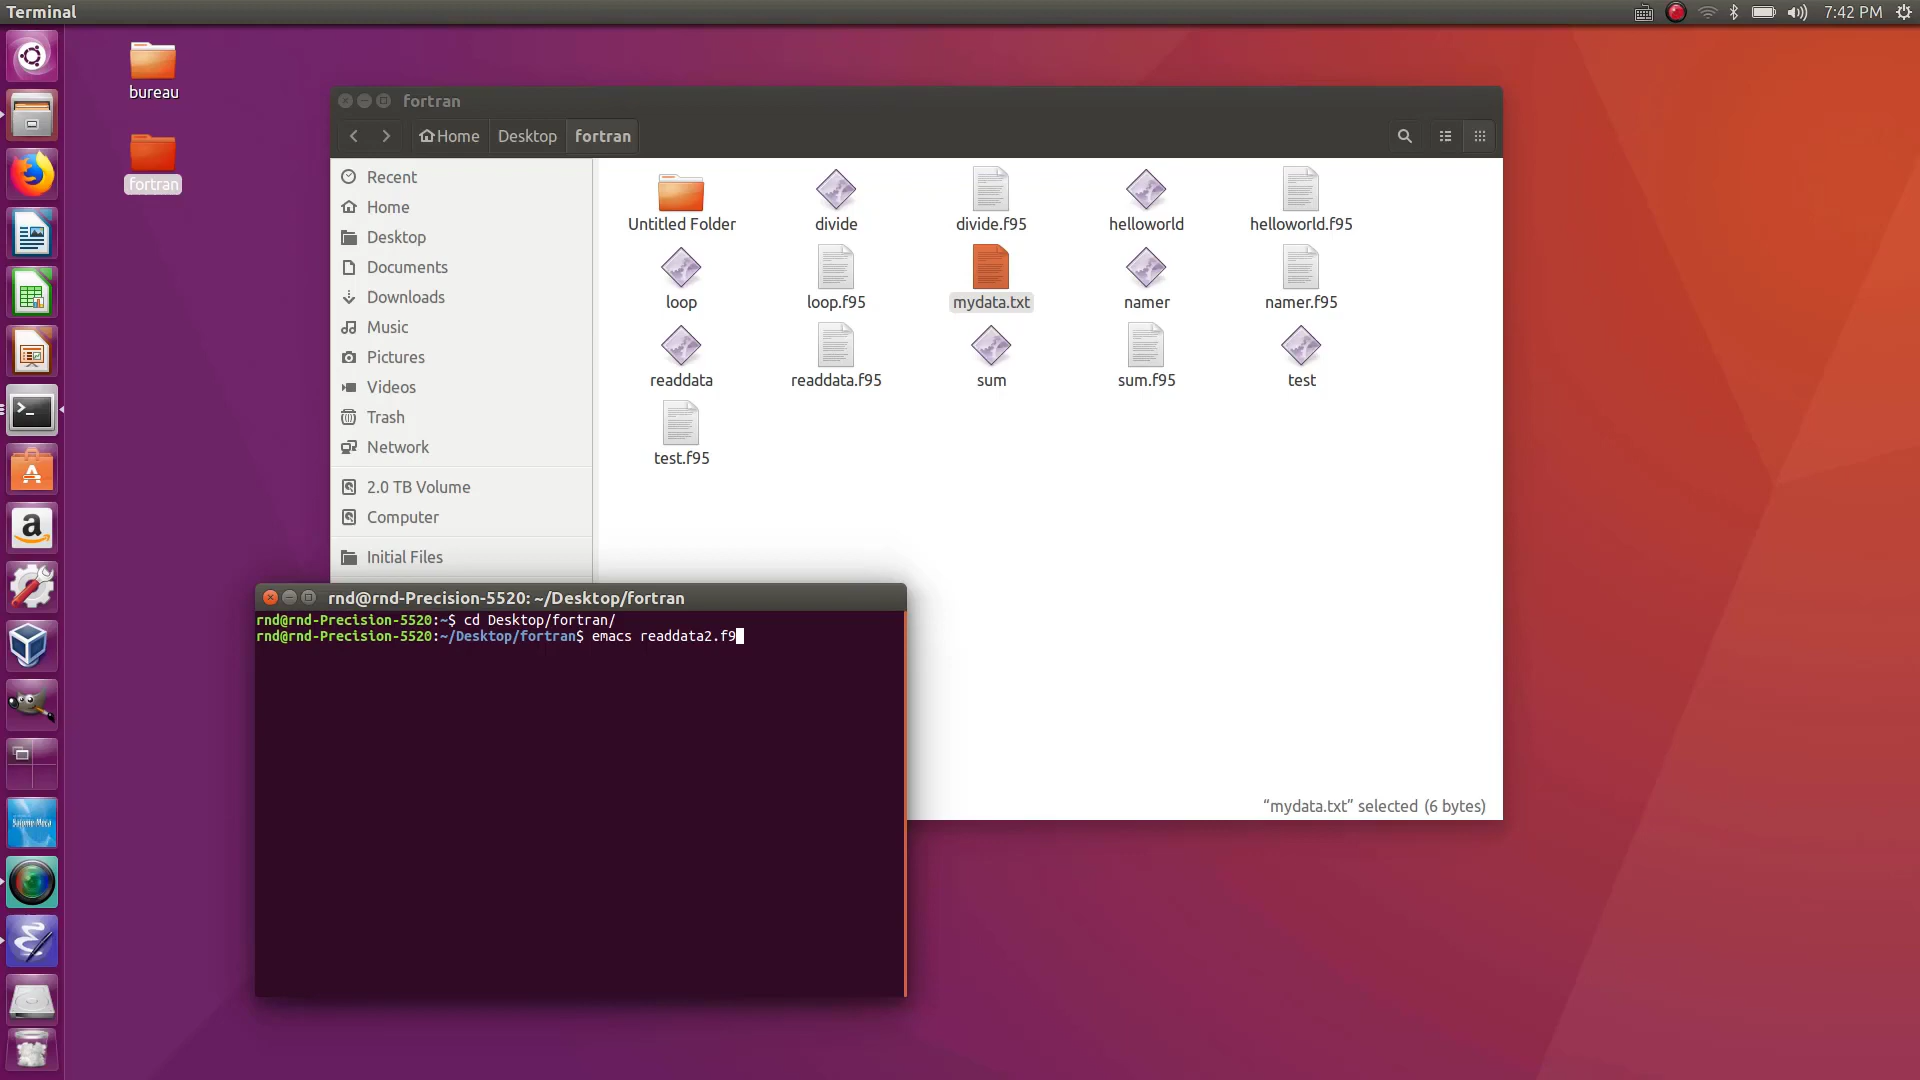 Terminal
7:42 PM
bureau
fortran
fortran
Home
Desktop
fortran
Recent
Home
Desktop
Documents
Downloads
Music
Pictures
Videos
Trash
Network
2.0 TB Volume
Computer
Initial Files
Untitled Folder
divide
divide.f95
helloworld
helloworld.f95
loop
loop.f95
mydata.txt
namer
namer.f95
readdata
readdata.f95
sum
sum.f95
test
test.f95
“mydata.txt” selected (6 bytes)
rnd@rnd-Precision-5520: ~/Desktop/fortran
rnd@rnd-Precision-5520:~$ cd Desktop/fortran/
rnd@rnd-Precision-5520:~/Desktop/fortran$ emacs readdata2.f9
Salome Meca